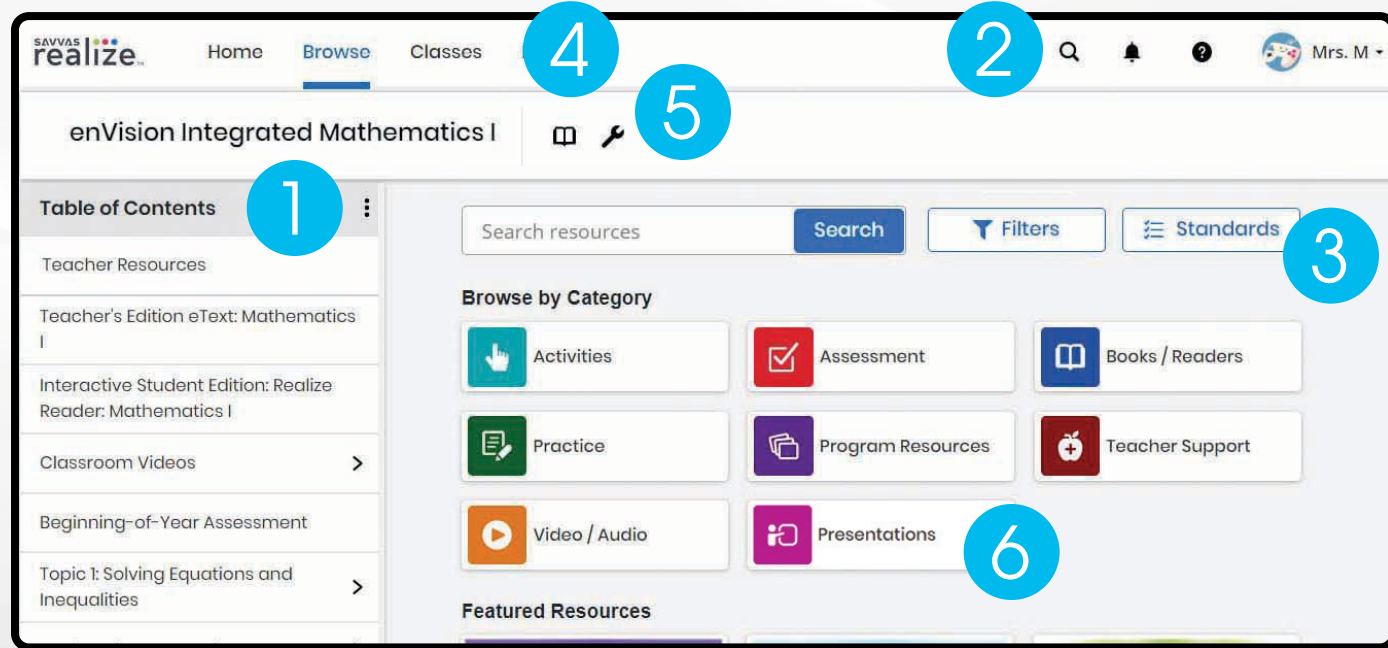 SAVVAS
realize™
Home Browse Classes
4
2
Mrs. M
enVision Integrated Mathematics I
5
Table of Contents
1
Search resources
Search
Filters
Standards
3
Teacher Resources
Teacher's Edition eText: Mathematics
I
Interactive Student Edition: Realize
Reader: Mathematics I
Classroom Videos
Beginning-of-Year Assessment
Topic 1: Solving Equations and
Inequalities
Browse by Category
Activities
Assessment
Books / Readers
Practice
Program Resources
Teacher Support
Video / Audio
Presentations
6
Featured Resources